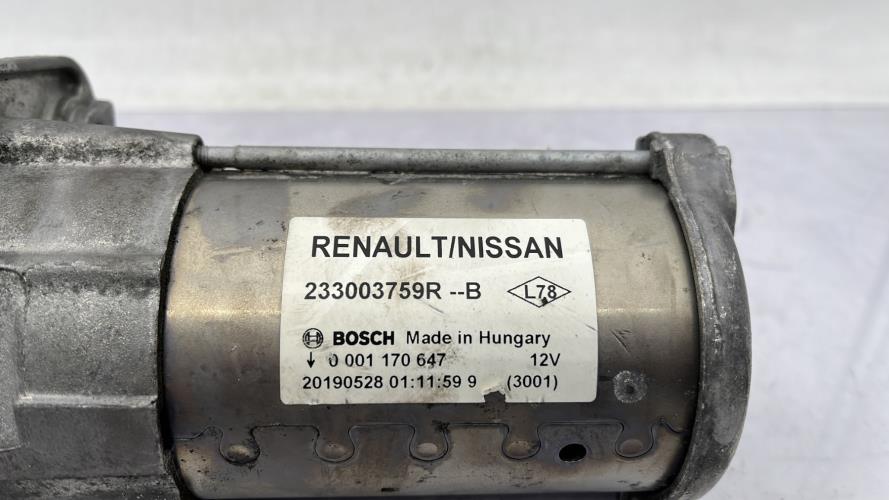 RENAULT/NISSAN
233003759R --B L78
BOSCH Made in Hungary
0 001 170 647 12V
20190528 01:11:59 9 (3001)